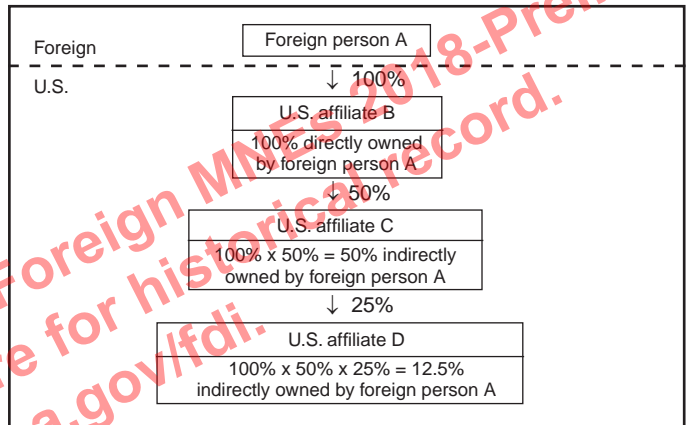 Foreign
Foreign person A
U.S.
↓ 100%
U.S. affiliate B
100% directly owned
by foreign person A
↓ 50%
U.S. affiliate C
100% x 50% = 50% indirectly
owned by foreign person A
↓ 25%
U.S. affiliate D
100% x 50% x 25% = 12.5%
indirectly owned by foreign person A
Foreign MNEs 2018-Prelim
for historical record.
.gov/fdi.